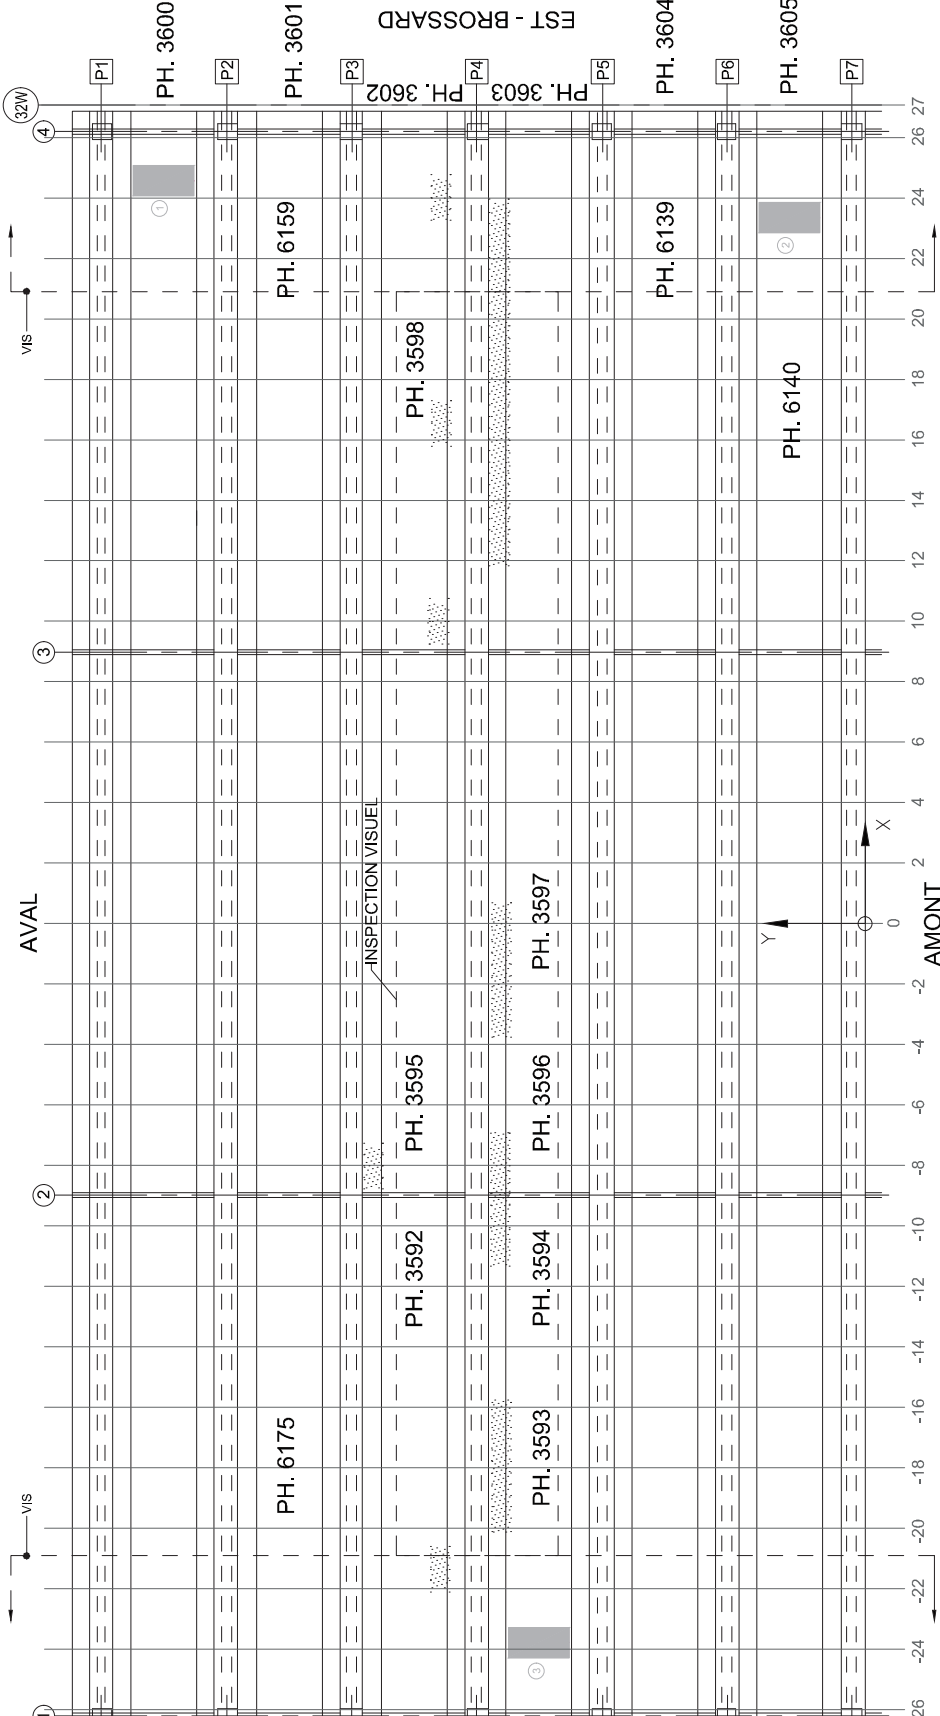 EST - BROSSARD
PH. 3600
PH. 3601
PH. 3602
PH. 3603
PH. 3604
PH. 3605
P1
P2
P3
P4
P5
P6
P7
32W
4
3
2
VIS
VIS
1
2
3
PH. 6159
PH. 6139
PH. 3598
PH. 6140
INSPECTION VISUEL
PH. 3597
PH. 3595
PH. 3596
PH. 3592
PH. 3594
PH. 6175
PH. 3593
AVAL
AMONT
Y
X
27
26
24
22
20
18
16
14
12
10
8
6
4
2
0
-2
-4
-6
-8
-10
-12
-14
-16
-18
-20
-22
-24
26